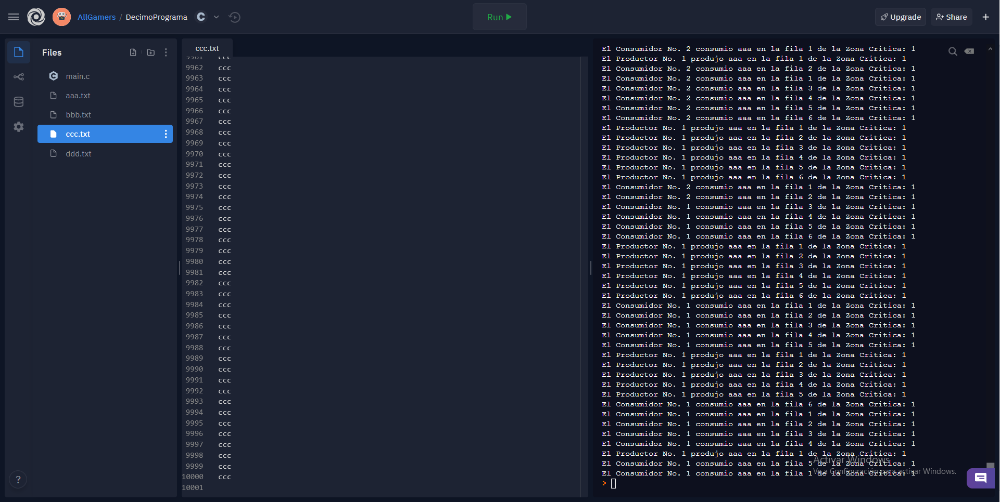 AllGamers / DecimoPrograma
Run
Upgrade
Share
Files
main.c
aaa.txt
bbb.txt
ccc.txt
ddd.txt
?
ccc.txt
9961 ccc
9962 ccc
9963 ccc
9964 ccc
9965 ccc
9966 ccc
9967 ccc
9968 ccc
9969 ccc
9970 ccc
9971 ccc
9972 ccc
9973 ccc
9974 ccc
9975 ccc
9976 ccc
9977 ccc
9978 ccc
9979 ccc
9980 ccc
9981 ccc
9982 ccc
9983 ccc
9984 ccc
9985 ccc
9986 ccc
9987 ccc
9988 ccc
9989 ccc
9990 ccc
9991 ccc
9992 ccc
9993 ccc
9994 ccc
9995 ccc
9996 ccc
9997 ccc
9998 ccc
9999 ccc
10000 ccc
10001
El Consumidor No. 2 consumio aaa en la fila 1 de la Zona Critica: 1
El Productor No. 1 produjo aaa en la fila 1 de la Zona Critica: 1
El Consumidor No. 2 consumio aaa en la fila 2 de la Zona Critica: 1
El Consumidor No. 2 consumio aaa en la fila 1 de la Zona Critica: 1
El Consumidor No. 2 consumio aaa en la fila 3 de la Zona Critica: 1
El Consumidor No. 2 consumio aaa en la fila 4 de la Zona Critica: 1
El Consumidor No. 2 consumio aaa en la fila 5 de la Zona Critica: 1
El Consumidor No. 2 consumio aaa en la fila 6 de la Zona Critica: 1
El Productor No. 1 produjo aaa en la fila 1 de la Zona Critica: 1
El Productor No. 1 produjo aaa en la fila 2 de la Zona Critica: 1
El Productor No. 1 produjo aaa en la fila 3 de la Zona Critica: 1
El Productor No. 1 produjo aaa en la fila 4 de la Zona Critica: 1
El Productor No. 1 produjo aaa en la fila 5 de la Zona Critica: 1
El Productor No. 1 produjo aaa en la fila 6 de la Zona Critica: 1
El Consumidor No. 2 consumio aaa en la fila 1 de la Zona Critica: 1
El Consumidor No. 2 consumio aaa en la fila 2 de la Zona Critica: 1
El Consumidor No. 1 consumio aaa en la fila 3 de la Zona Critica: 1
El Consumidor No. 1 consumio aaa en la fila 4 de la Zona Critica: 1
El Consumidor No. 1 consumio aaa en la fila 5 de la Zona Critica: 1
El Consumidor No. 1 consumio aaa en la fila 6 de la Zona Critica: 1
El Productor No. 1 produjo aaa en la fila 1 de la Zona Critica: 1
El Productor No. 1 produjo aaa en la fila 2 de la Zona Critica: 1
El Productor No. 1 produjo aaa en la fila 3 de la Zona Critica: 1
El Productor No. 1 produjo aaa en la fila 4 de la Zona Critica: 1
El Productor No. 1 produjo aaa en la fila 5 de la Zona Critica: 1
El Productor No. 1 produjo aaa en la fila 6 de la Zona Critica: 1
El Consumidor No. 1 consumio aaa en la fila 1 de la Zona Critica: 1
El Consumidor No. 1 consumio aaa en la fila 2 de la Zona Critica: 1
El Consumidor No. 1 consumio aaa en la fila 3 de la Zona Critica: 1
El Consumidor No. 1 consumio aaa en la fila 4 de la Zona Critica: 1
El Consumidor No. 1 consumio aaa en la fila 5 de la Zona Critica: 1
El Productor No. 1 produjo aaa en la fila 1 de la Zona Critica: 1
El Productor No. 1 produjo aaa en la fila 2 de la Zona Critica: 1
El Productor No. 1 produjo aaa en la fila 3 de la Zona Critica: 1
El Productor No. 1 produjo aaa en la fila 4 de la Zona Critica: 1
El Productor No. 1 produjo aaa en la fila 5 de la Zona Critica: 1
El Consumidor No. 1 consumio aaa en la fila 6 de la Zona Critica: 1
El Consumidor No. 1 consumio aaa en la fila 1 de la Zona Critica: 1
El Consumidor No. 1 consumio aaa en la fila 2 de la Zona Critica: 1
El Consumidor No. 1 consumio aaa en la fila 3 de la Zona Critica: 1
El Consumidor No. 1 consumio aaa en la fila 4 de la Zona Critica: 1
El Productor No. 1 produjo aaa en la fila 1 de la Zona Critica: 1
El Consumidor No. 1 consumio aaa en la fila 5 de la Zona Critica: 1
El Consumidor No. 1 consumio aaa en la fila 1 de la Zona Critica: 1
Activar Windows
Ve a Configuración para activar Windows.